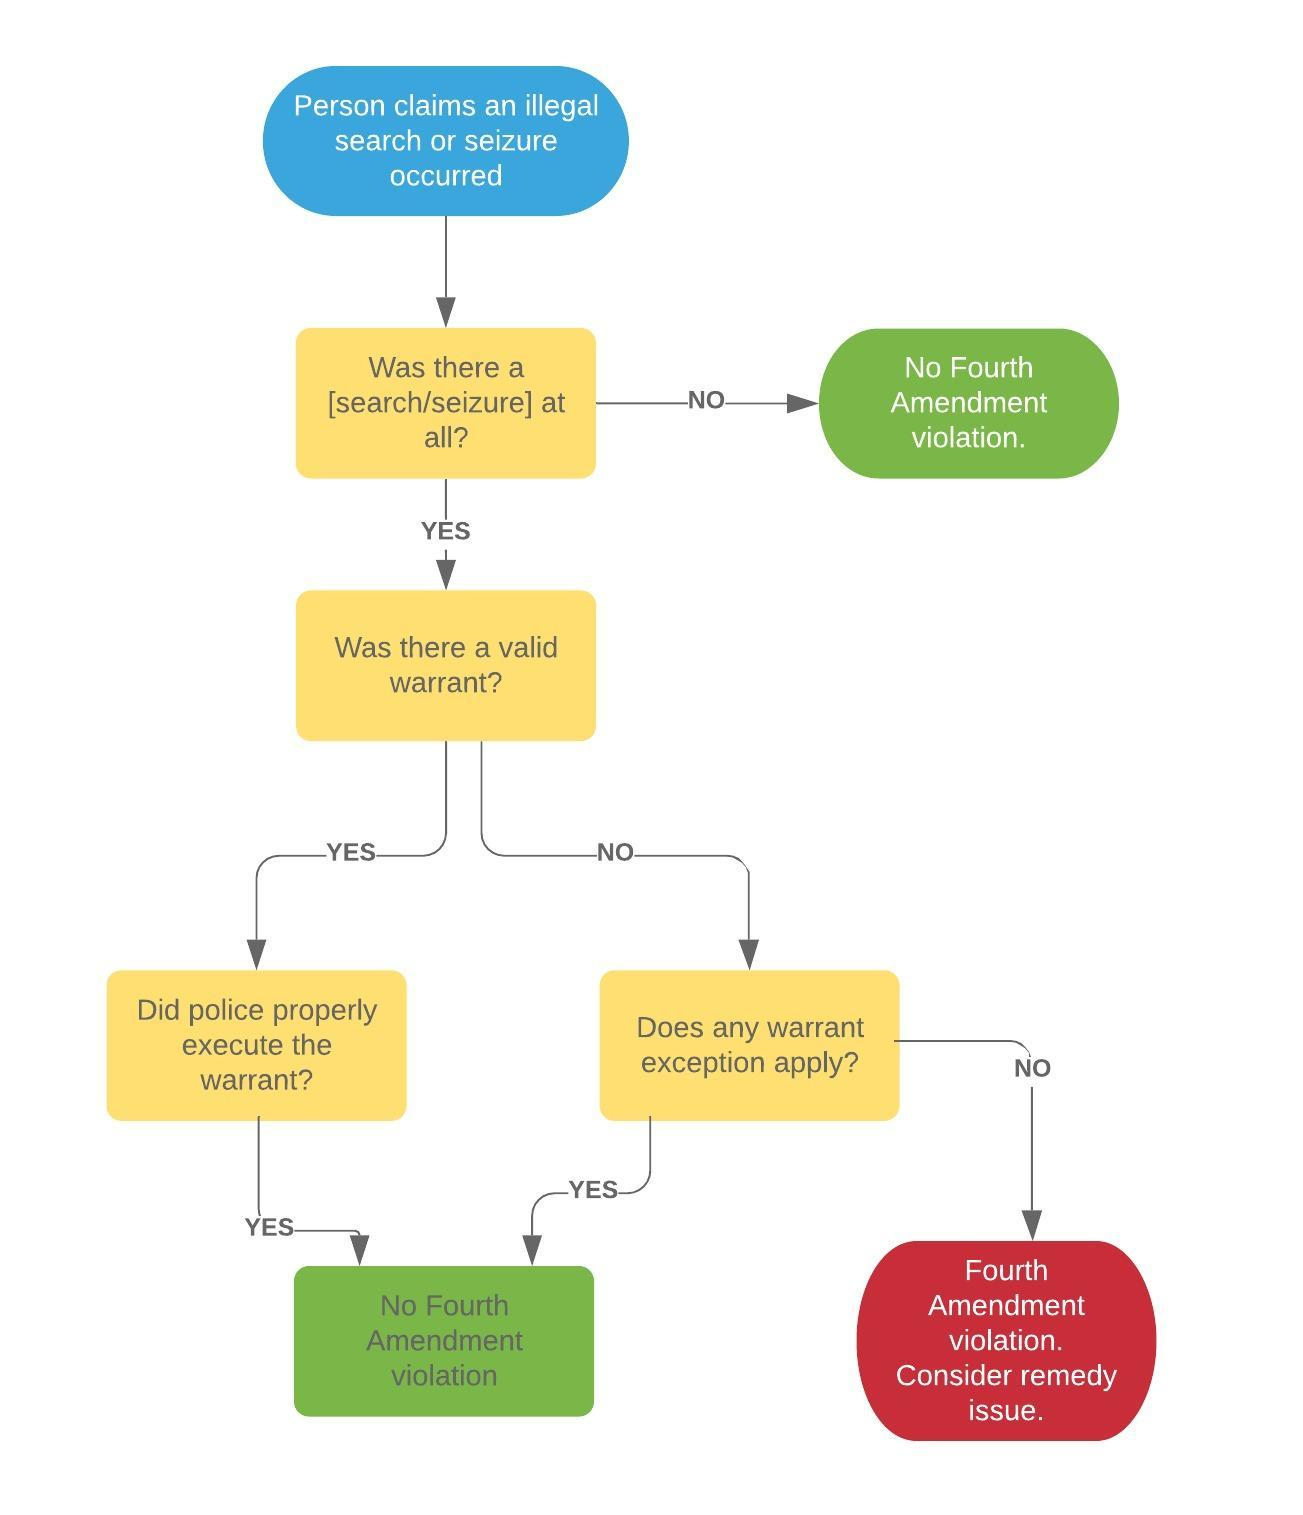 Person claims an illegal
search or seizure
occurred
Was there a
[search/seizure] at
all?
NO
No Fourth
Amendment
violation.
YES
Was there a valid
warrant?
YES
NO
Did police properly
execute the
warrant?
Does any warrant
exception apply?
NO
YES
YES
No Fourth
Amendment
violation
Fourth
Amendment
violation.
Consider remedy
issue.